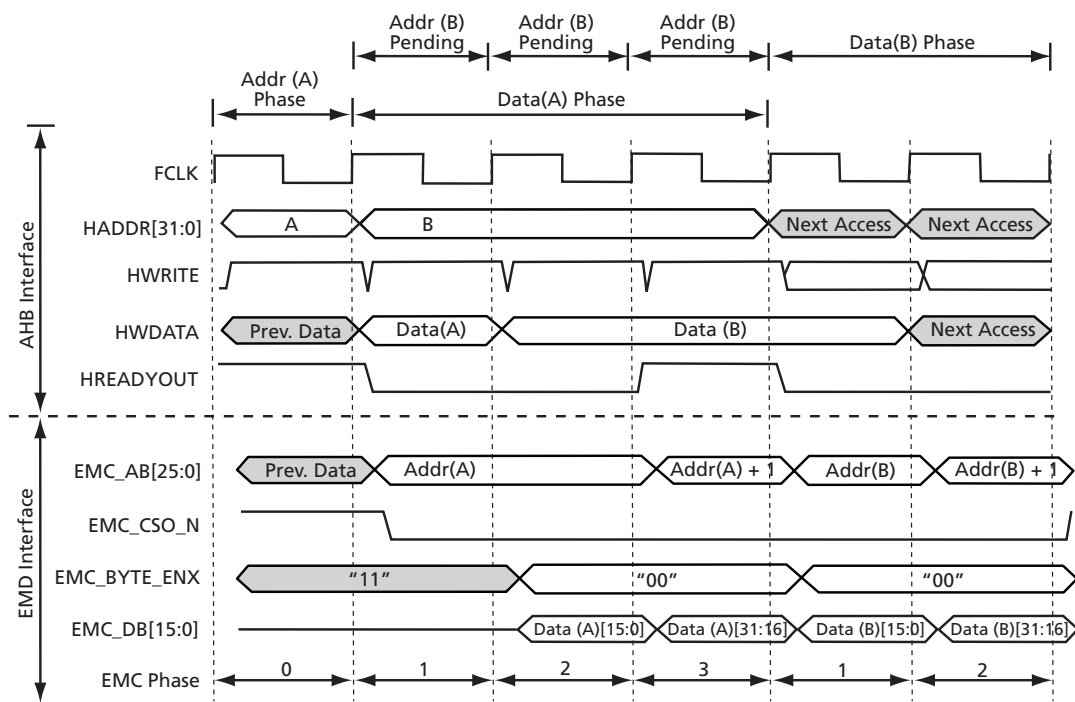 Addr (B)
Pending
Addr (B)
Pending
Addr (B)
Pending
Data(B) Phase
Addr (A)
Phase
Data(A) Phase
AHB Interface
FCLK
HADDR[31:0]
A
B
Next Access
Next Access
HWRITE
HWDATA
Prev. Data
Data(A)
Data (B)
Next Access
HREADYOUT
EMD Interface
EMC_AB[25:0]
Prev. Data
Addr(A)
Addr(A) + 1
Addr(B)
Addr(B) + 1
EMC_CSO_N
EMC_BYTE_ENX
“11”
“00”
“00”
EMC_DB[15:0]
Data (A)[15:0]
Data (A)[31:16]
Data (B)[15:0]
Data (B)[31:16]
EMC Phase
0
1
2
3
1
2